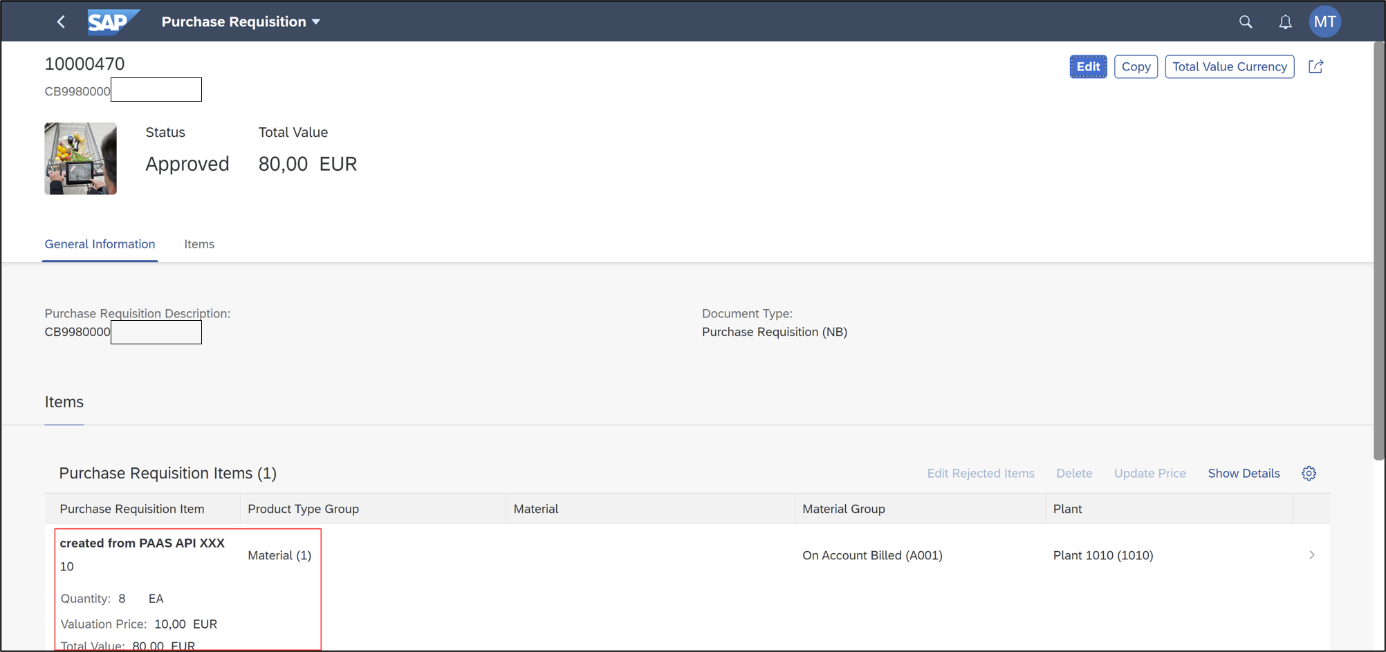 SAP Purchase Requisition MT
10000470 Edit Copy Total Value Currency
CB9980000
Status Total Value
Approved 80,00 EUR
General Information Items
Purchase Requisition Description: Document Type:
CB9980000 Purchase Requisition (NB)
Items
Purchase Requisition Items (1) Edit Rejected Items Delete Update Price Show Details
Purchase Requisition Item Product Type Group Material Material Group Plant
created from PAAS API XXX
Material (1) On Account Billed (A001) Plant 1010 (1010)
10
Quantity: 8 EA
Valuation Price: 10,00 EUR
Total Value: 80,00 EUR